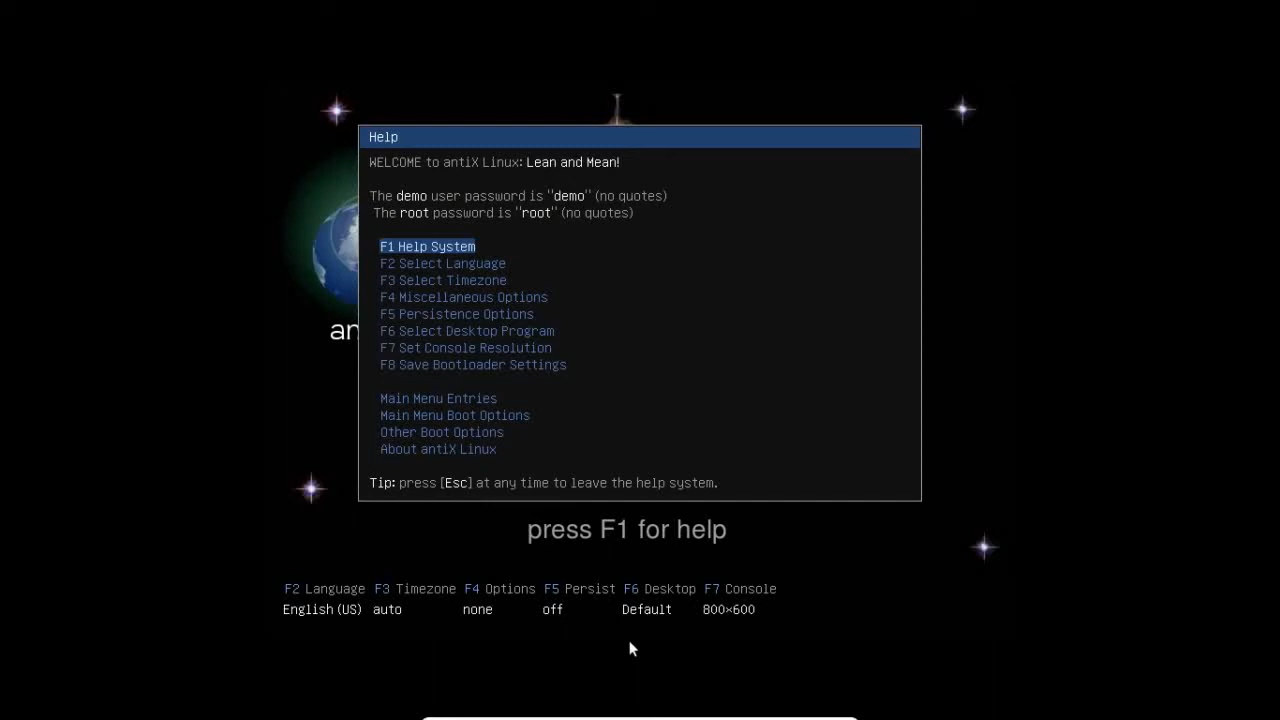 Help
WELCOME to antiX Linux: Lean and Mean!
The demo user password is "demo" (no quotes)
The root password is "root" (no quotes)
F1 Help System
F2 Select Language
F3 Select Timezone
F4 Miscellaneous Options
F5 Persistence Options
F6 Select Desktop Program
F7 Set Console Resolution
F8 Save Bootloader Settings
an
Main Menu Entries
Main Menu Boot Options
Other Boot Options
About antiX Linux
Tip: press [Esc] at any time to leave the help system.
press F1 for help
F2 Language F3 Timezone F4 Options F5 Persist F6 Desktop F7 Console
English (US) auto none off Default 800×600